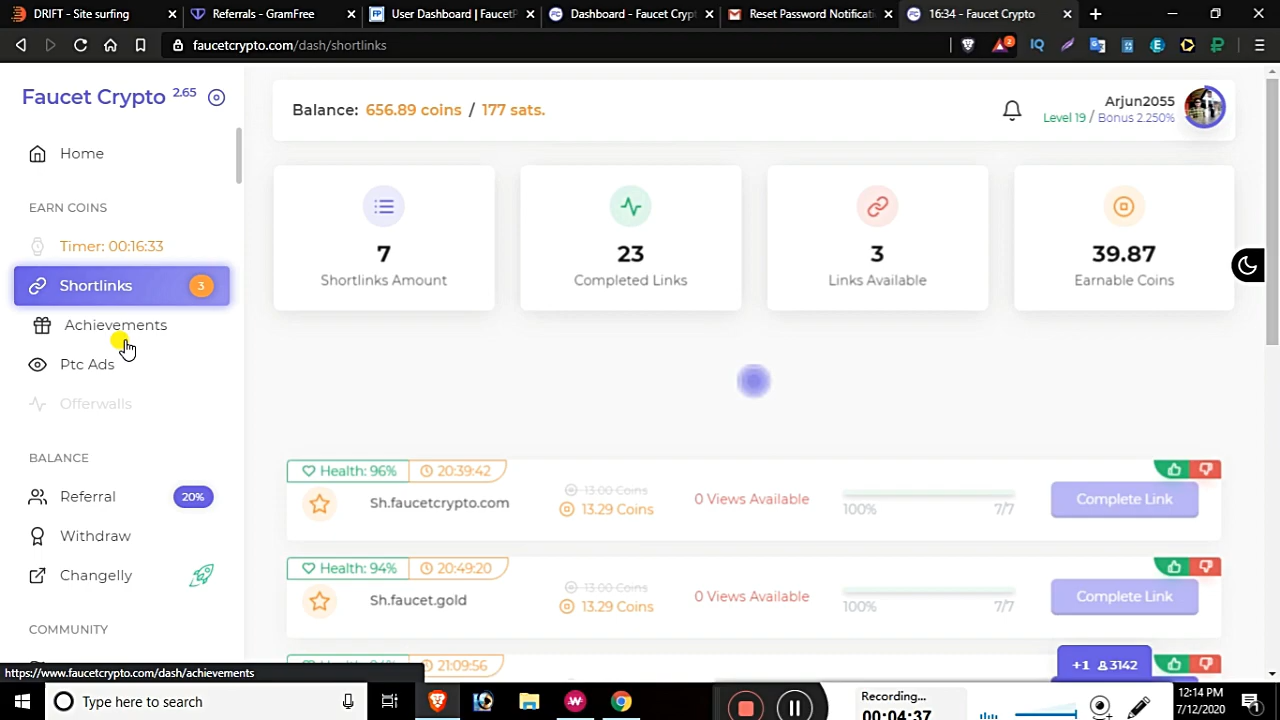 DRIFT - Site surfing
Referrals - GramFree
User Dashboard | FaucetP
Dashboard - Faucet Crypt
Reset Password Notificati
16:34 - Faucet Crypto
faucetcrypto.com/dash/shortlinks
2
IQ
Faucet Crypto 2.65
Balance: 656.89 coins / 177 sats.
Arjun2055
Level 19 / Bonus 2.250%
Home
EARN COINS
Timer: 00:16:33
Shortlinks 3
Achievements
Ptc Ads
Offerwalls
BALANCE
Referral 20%
Withdraw
Changelly
COMMUNITY
7
Shortlinks Amount
23
Completed Links
3
Links Available
39.87
Earnable Coins
Health: 96% 20:39:42
Sh.faucetcrypto.com
13.00 Coins
13.29 Coins
0 Views Available
100% 7/7
Complete Link
Health: 94% 20:49:20
Sh.faucet.gold
13.00 Coins
13.29 Coins
0 Views Available
100% 7/7
Complete Link
21:09:56
+1 3142
https://www.faucetcrypto.com/dash/achievements
Type here to search
Recording...
00:04:37
12:14 PM
7/12/2020
1